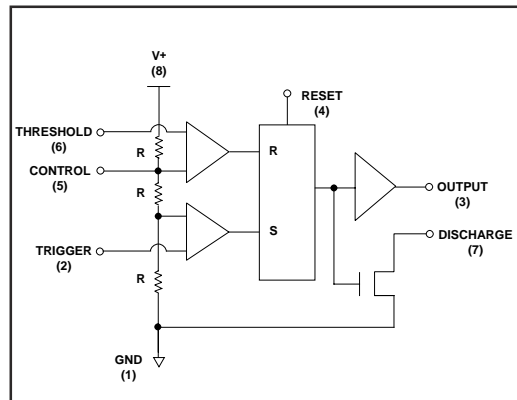 V+
(8)
RESET
(4)
THRESHOLD
(6)
R
R
CONTROL
(5)
R
OUTPUT
(3)
S
DISCHARGE
(7)
TRIGGER
(2)
R
GND
(1)